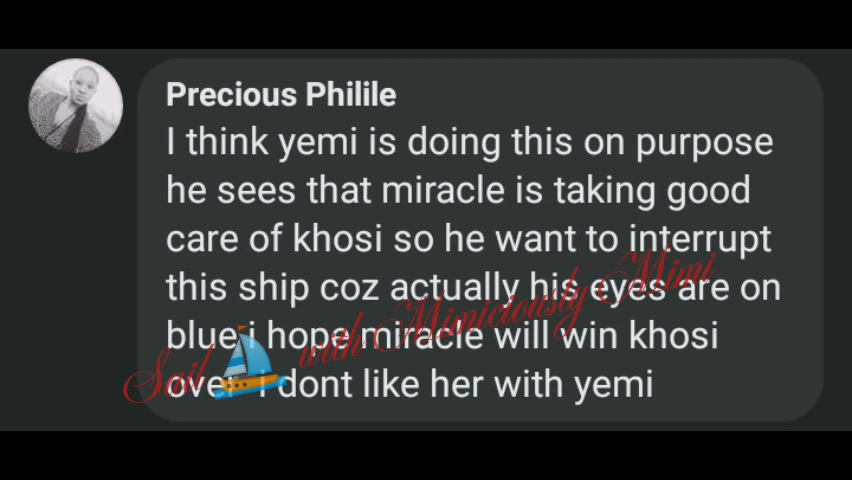 Precious Philile
I think yemi is doing this on purpose
he sees that miracle is taking good
care of khosi so he want to interrupt
this ship coz actually his eyes are on
blue i hope miracle will win khosi
over i dont like her with yemi
Sail with Mimiciously Mimi